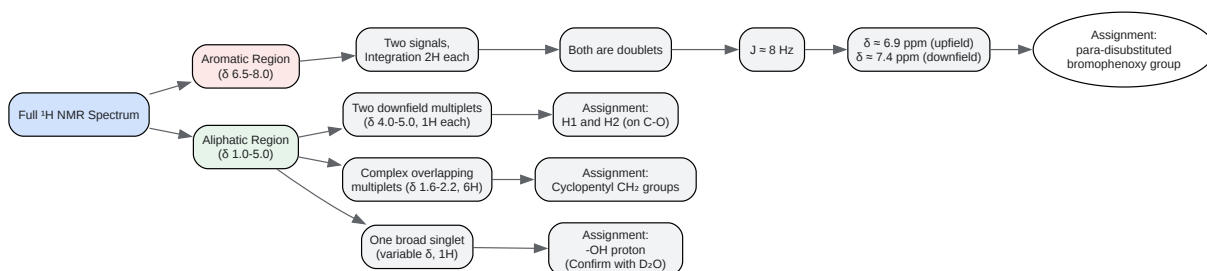 Full ¹H NMR Spectrum
Aromatic Region
(δ 6.5-8.0)
Two signals,
Integration 2H each
Both are doublets
J ≈ 8 Hz
δ ≈ 6.9 ppm (upfield)
δ ≈ 7.4 ppm (downfield)
Assignment:
para-disubstituted
bromophenoxy group
Aliphatic Region
(δ 1.0-5.0)
Two downfield multiplets
(δ 4.0-5.0, 1H each)
Assignment:
H1 and H2 (on C-O)
Complex overlapping
multiplets (δ 1.6-2.2, 6H)
Assignment:
Cyclopentyl CH₂ groups
One broad singlet
(variable δ, 1H)
Assignment:
-OH proton
(Confirm with D₂O)